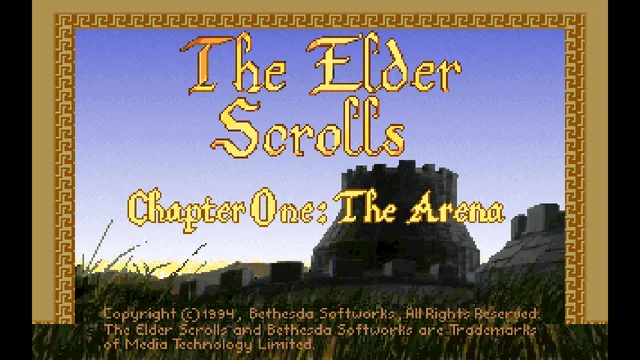 The Elder
Scrolls
Chapter One: The Arena
Copyright (c)1994, Bethesda Softworks, All Rights Reserved.
The Elder Scrolls and Bethesda Softworks are Trademarks
of Media Technology Limited.